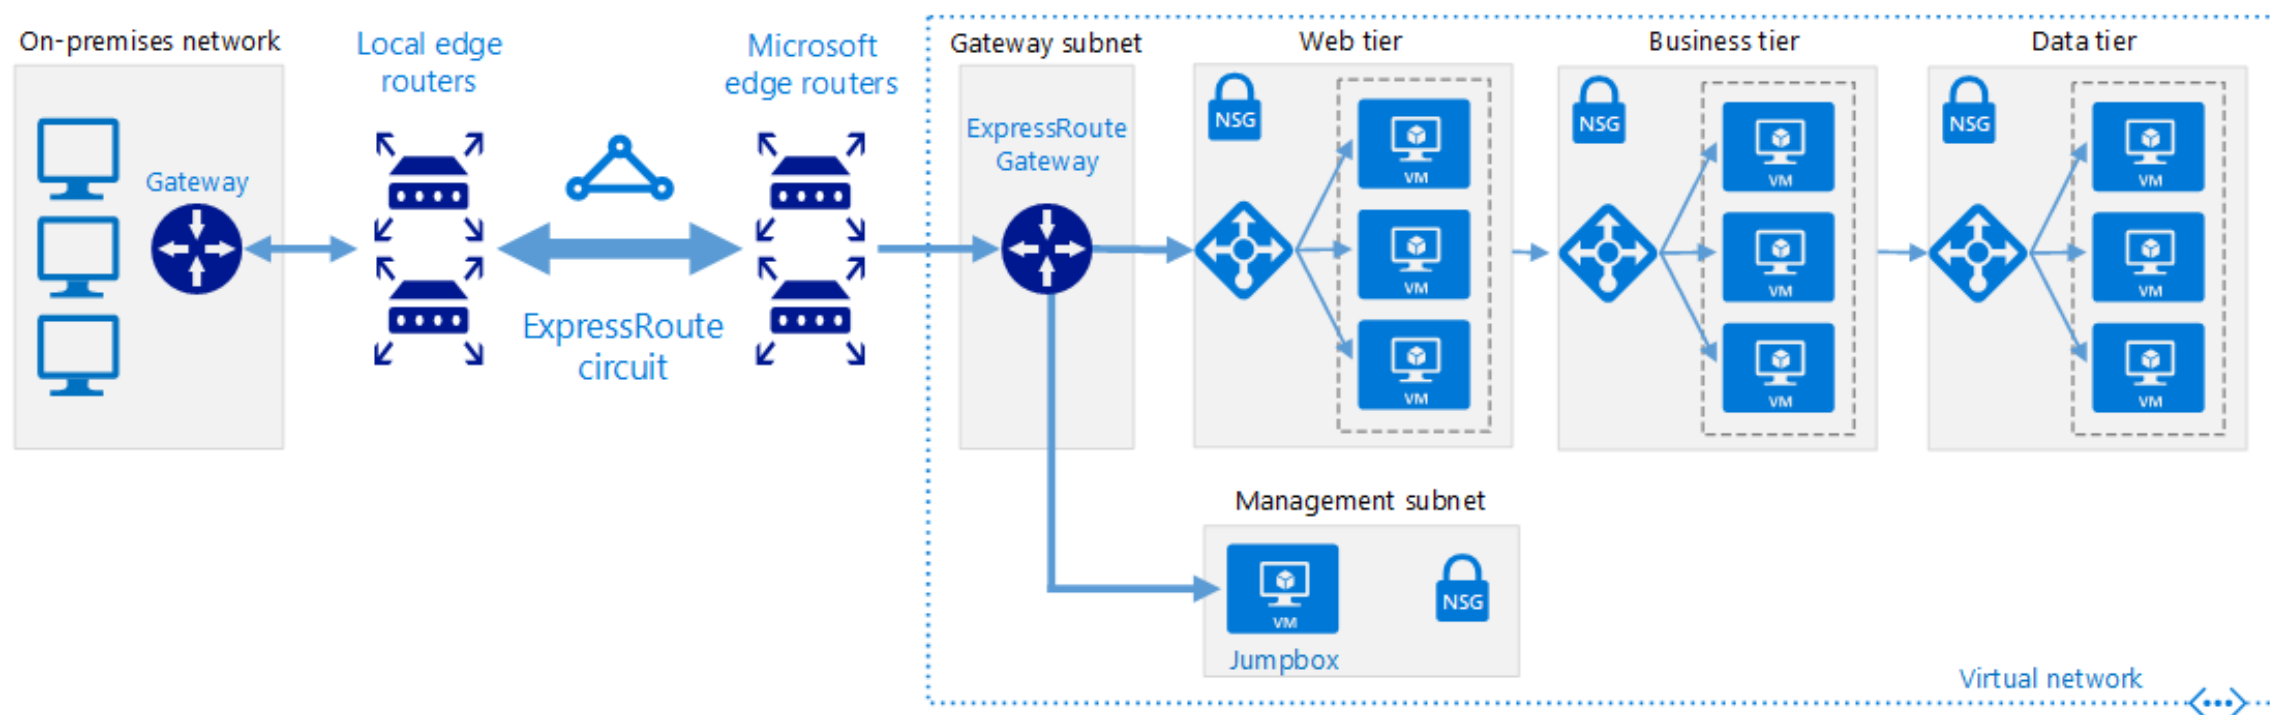 On-premises network
Gateway
Local edge
routers
ExpressRoute
circuit
Microsoft
edge routers
Gateway subnet
ExpressRoute
Gateway
Web tier
NSG
VM
VM
VM
Business tier
NSG
VM
VM
VM
Data tier
NSG
VM
VM
VM
Management subnet
VM
NSG
Jumpbox
Virtual network